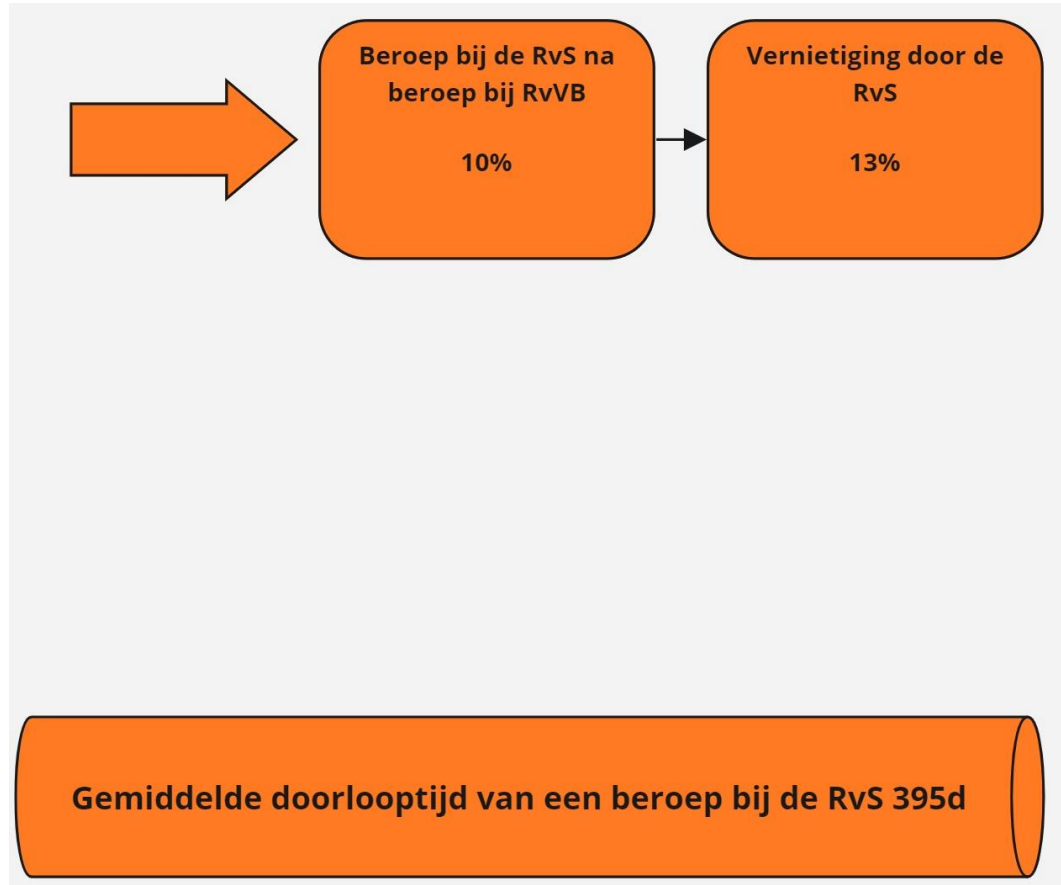 Beroep bij de RvS na
beroep bij RvVB
10%
Vernietiging door de
RvS
13%
Gemiddelde doorlooptijd van een beroep bij de RvS 395d